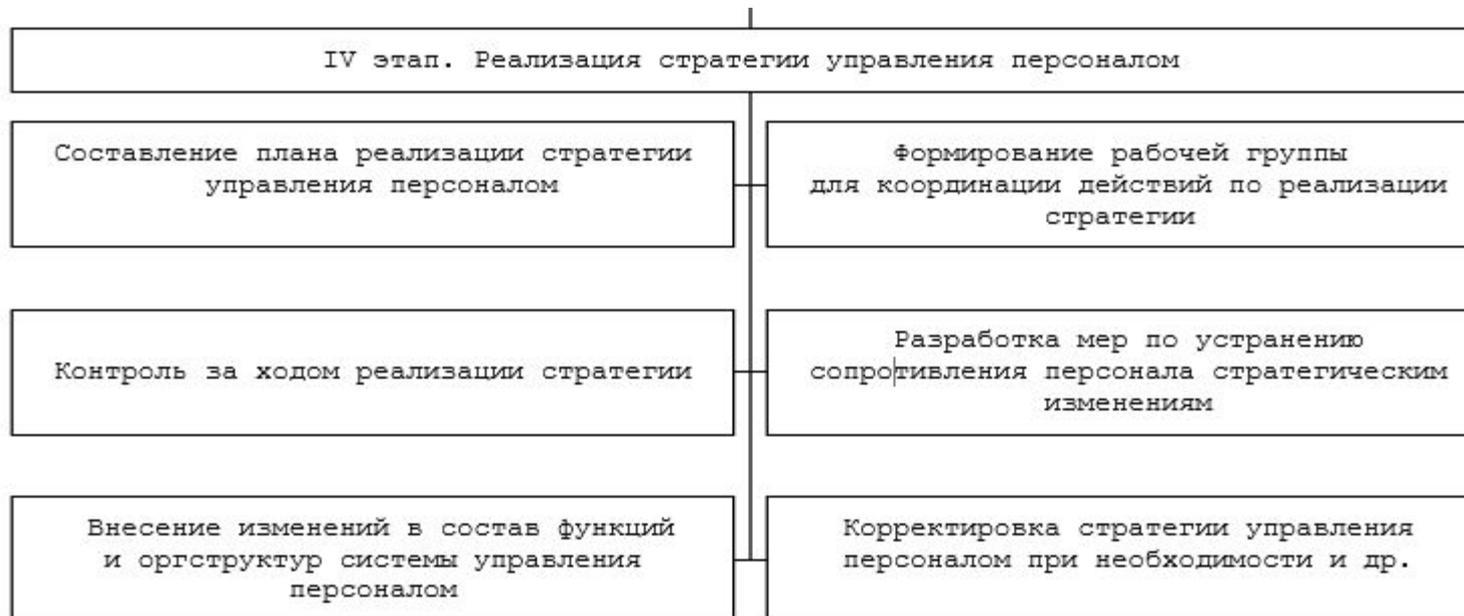 IV этап. Реализация стратегии управления персоналом
Составление плана реализации стратегии
управления персоналом
Формирование рабочей группы
для координации действий по реализации
стратегии
Контроль за ходом реализации стратегии
Разработка мер по устранению
сопротивления персонала стратегическим
изменениям
Внесение изменений в состав функций
и оргструктур системы управления
персоналом
Корректировка стратегии управления
персоналом при необходимости и др.